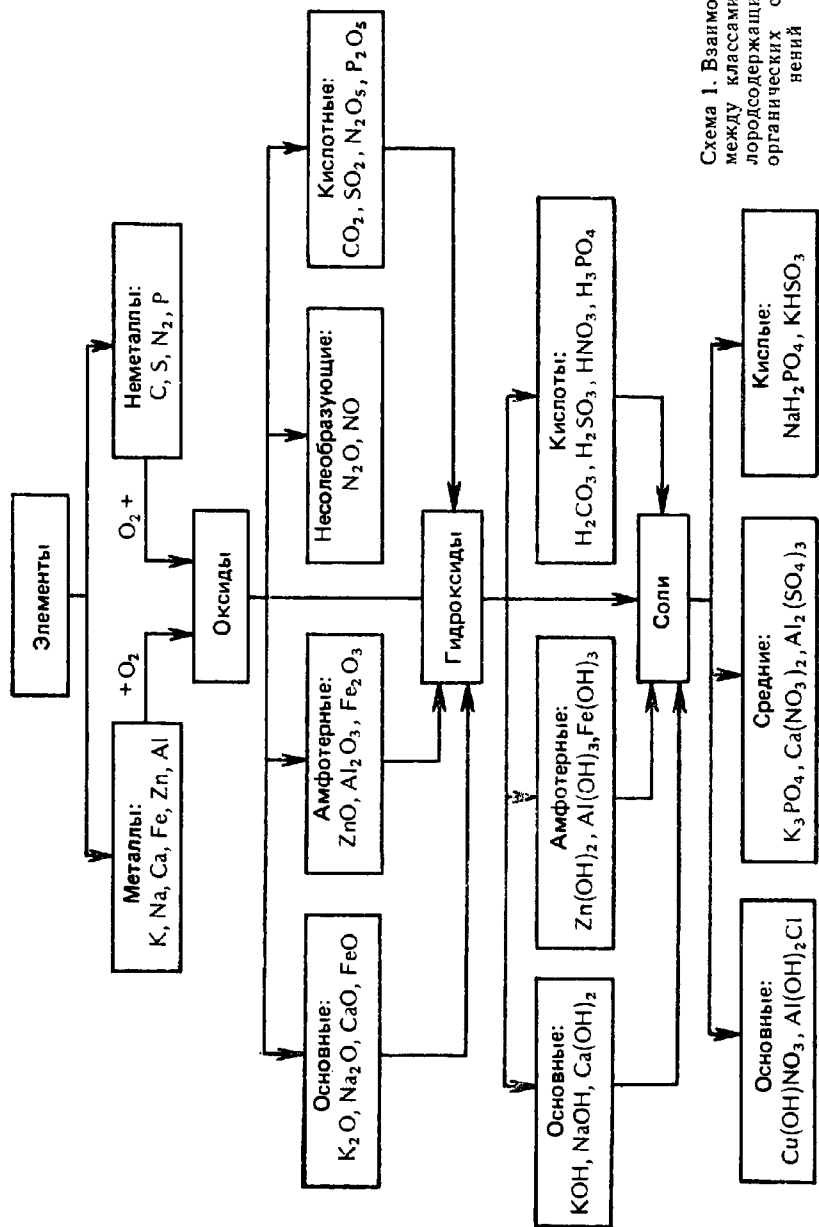 Элементы
Металлы:
K, Na, Ca, Fe, Zn, Al
Неметаллы:
C, S, N₂, P
+O₂
O₂ +
Оксиды
Основные:
K₂O, Na₂O, CaO, FeO
Амфотерные:
ZnO, Al₂O₃, Fe₂O₃
Несолеобразующие:
N₂O, NO
Кислотные:
CO₂, SO₂, N₂O₅, P₂O₅
Гидроксиды
Основные:
KOH, NaOH, Ca(OH)₂
Амфотерные:
Zn(OH)₂, Al(OH)₃, Fe(OH)₃
Кислоты:
H₂CO₃, H₂SO₃, HNO₃, H₃PO₄
Соли
Основные:
Cu(OH)NO₃, Al(OH)₂Cl
Средние:
K₃PO₄, Ca(NO₃)₂, Al₂(SO₄)₃
Кислые:
NaH₂PO₄, KHSO₃
Схема 1. Взаимо
между классами
лородсодержащи
органических с
нений